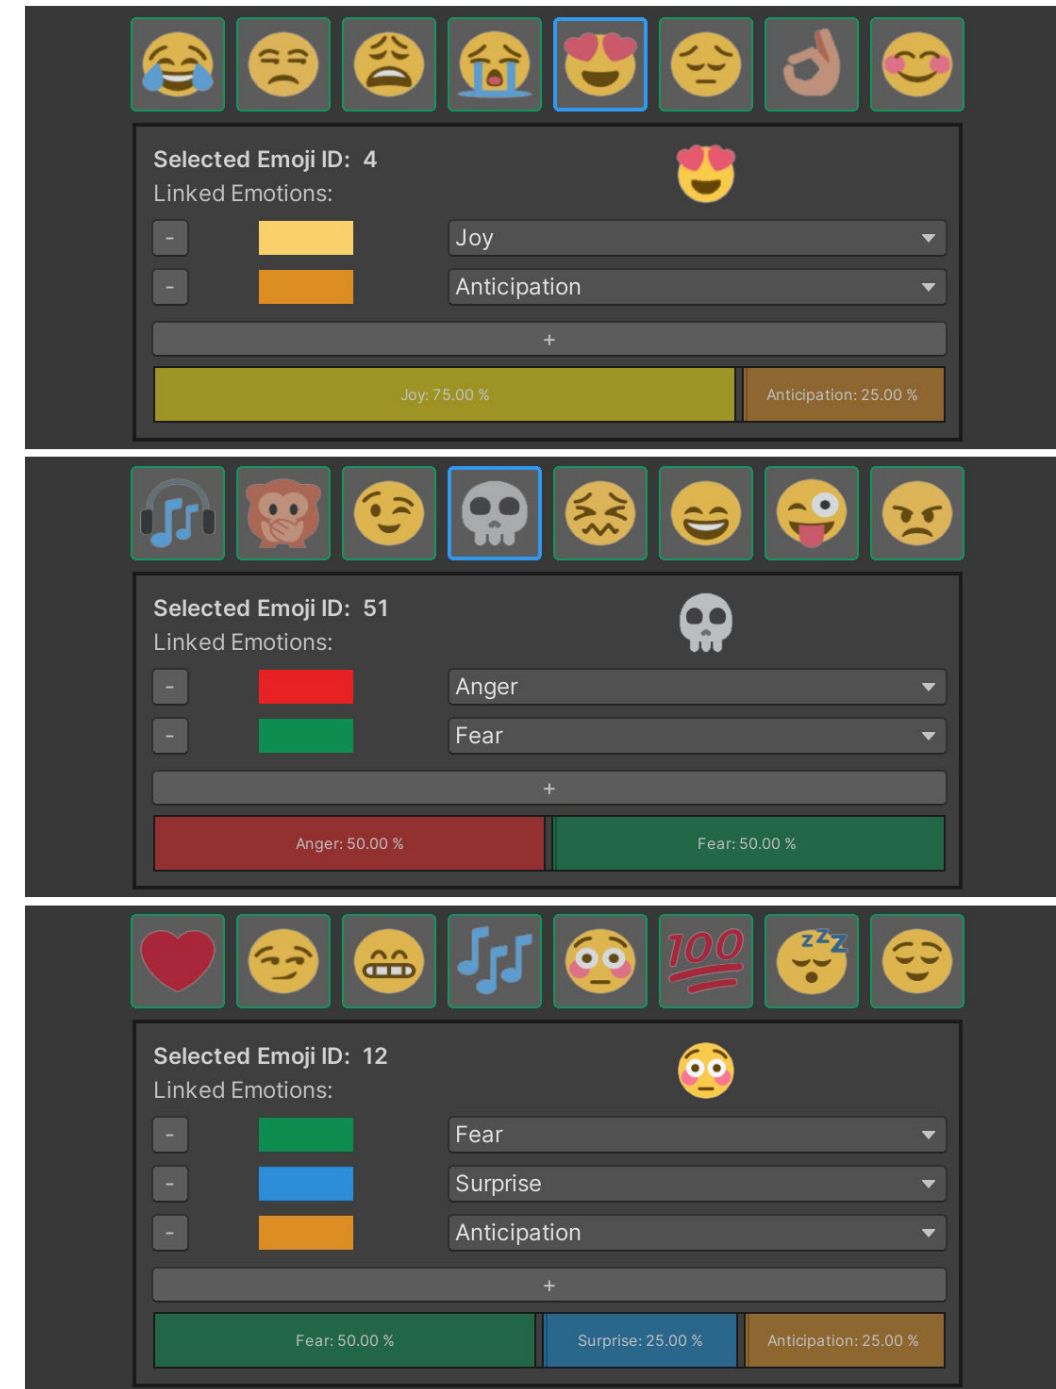 Selected Emoji ID: 4
Linked Emotions:
- Joy
- Anticipation
+
Joy: 75.00 % Anticipation: 25.00 %
Selected Emoji ID: 51
Linked Emotions:
- Anger
- Fear
+
Anger: 50.00 % Fear: 50.00 %
100 zzz
Selected Emoji ID: 12
Linked Emotions:
- Fear
- Surprise
- Anticipation
+
Fear: 50.00 % Surprise: 25.00 % Anticipation: 25.00 %